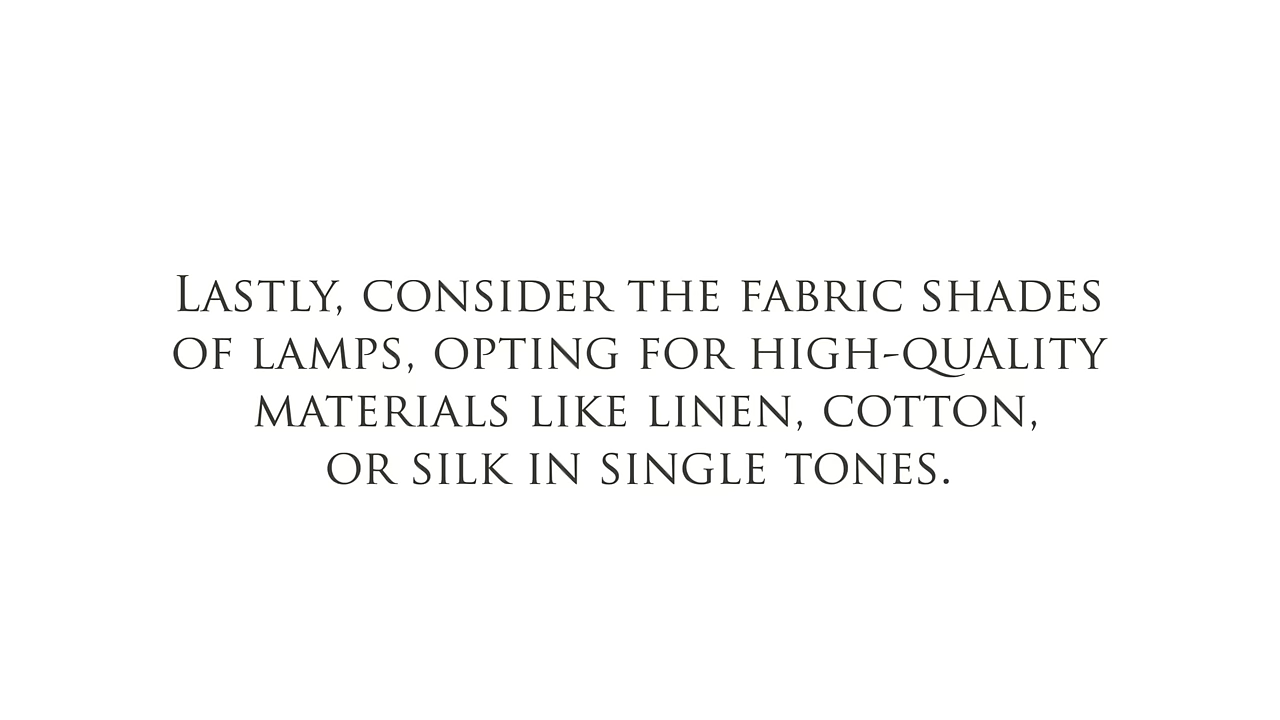 Lastly, consider the fabric shades
of lamps, opting for high-quality
materials like linen, cotton,
or silk in single tones.